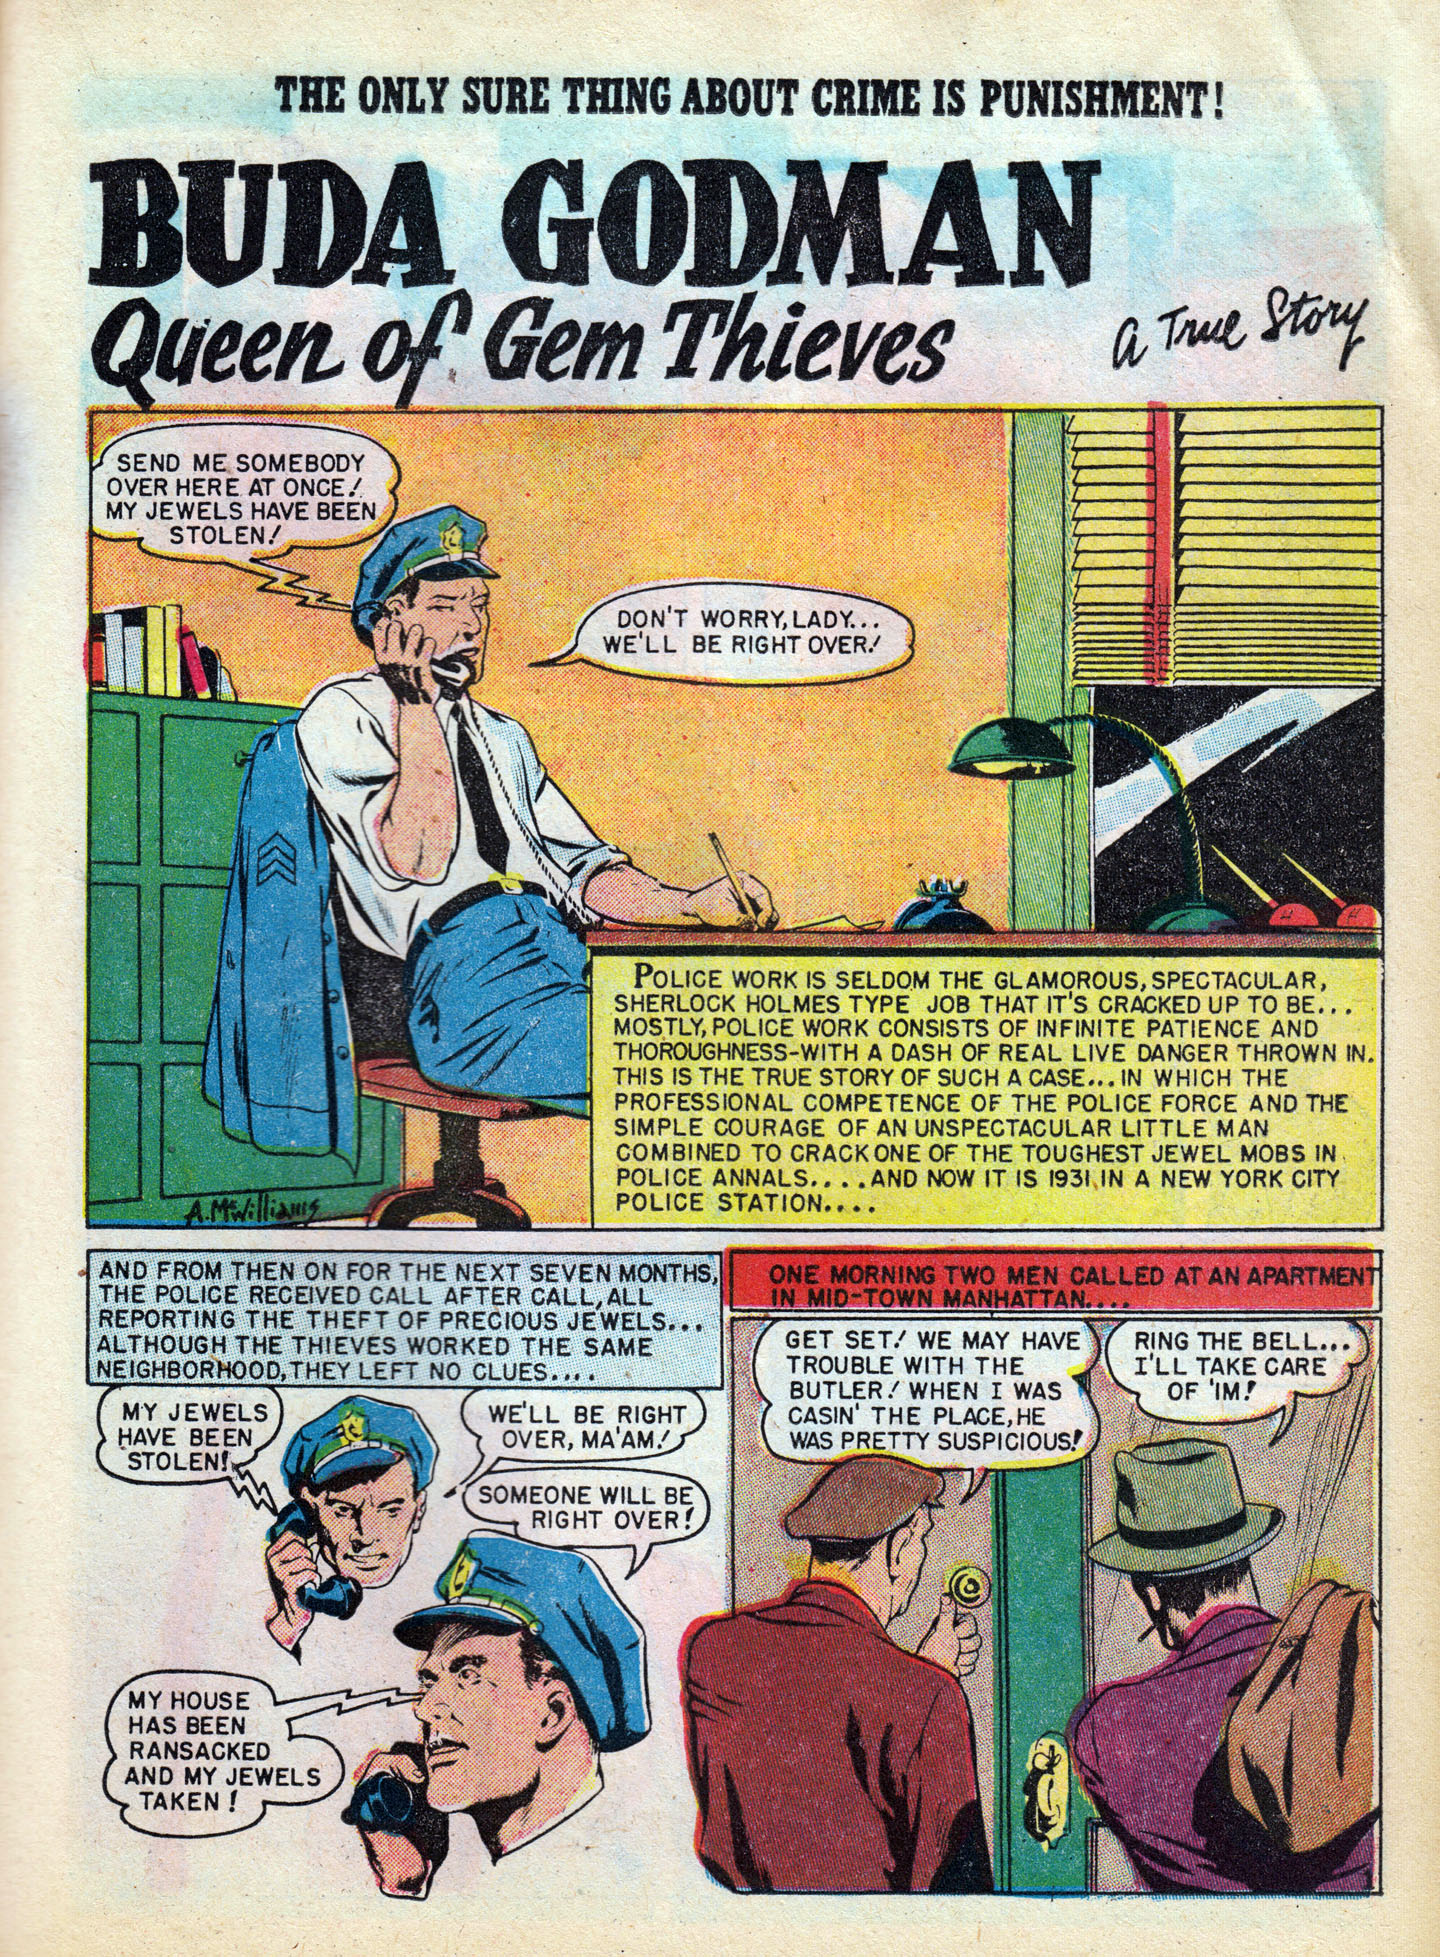 THE ONLY SURE THING ABOUT CRIME IS PUNISHMENT!
BUDA GODMAN
Queen of Gem Thieves
A True Story
SEND ME SOMEBODY
OVER HERE AT ONCE!
MY JEWELS HAVE BEEN
STOLEN!
DON'T WORRY, LADY...
WE'LL BE RIGHT OVER!
H H
POLICE WORK IS SELDOM THE GLAMOROUS, SPECTACULAR,
SHERLOCK HOLMES TYPE JOB THAT IT'S CRACKED UP TO BE...
MOSTLY, POLICE WORK CONSISTS OF INFINITE PATIENCE AND
THOROUGHNESS-WITH A DASH OF REAL LIVE DANGER THROWN IN.
THIS IS THE TRUE STORY OF SUCH A CASE...IN WHICH THE
PROFESSIONAL COMPETENCE OF THE POLICE FORCE AND THE
SIMPLE COURAGE OF AN UNSPECTACULAR LITTLE MAN
COMBINED TO CRACK ONE OF THE TOUGHEST JEWEL MOBS IN
POLICE ANNALS....AND NOW IT IS 1931, IN A NEW YORK CITY
POLICE STATION....
A. McWilliams
AND FROM THEN ON FOR THE NEXT SEVEN MONTHS,
THE POLICE RECEIVED CALL AFTER CALL, ALL
REPORTING THE THEFT OF PRECIOUS JEWELS...
ALTHOUGH THE THIEVES WORKED THE SAME
NEIGHBORHOOD, THEY LEFT NO CLUES....
MY JEWELS
HAVE BEEN
STOLEN!
WE'LL BE RIGHT
OVER, MA'AM!
SOMEONE WILL BE
RIGHT OVER!
MY HOUSE
HAS BEEN
RANSACKED
AND MY JEWELS
TAKEN!
ONE MORNING TWO MEN CALLED AT AN APARTMENT
IN MID-TOWN MANHATTAN....
GET SET! WE MAY HAVE
TROUBLE WITH THE
BUTLER! WHEN I WAS
CASIN' THE PLACE, HE
WAS PRETTY SUSPICIOUS!
RING THE BELL...
I'LL TAKE CARE
OF 'IM!